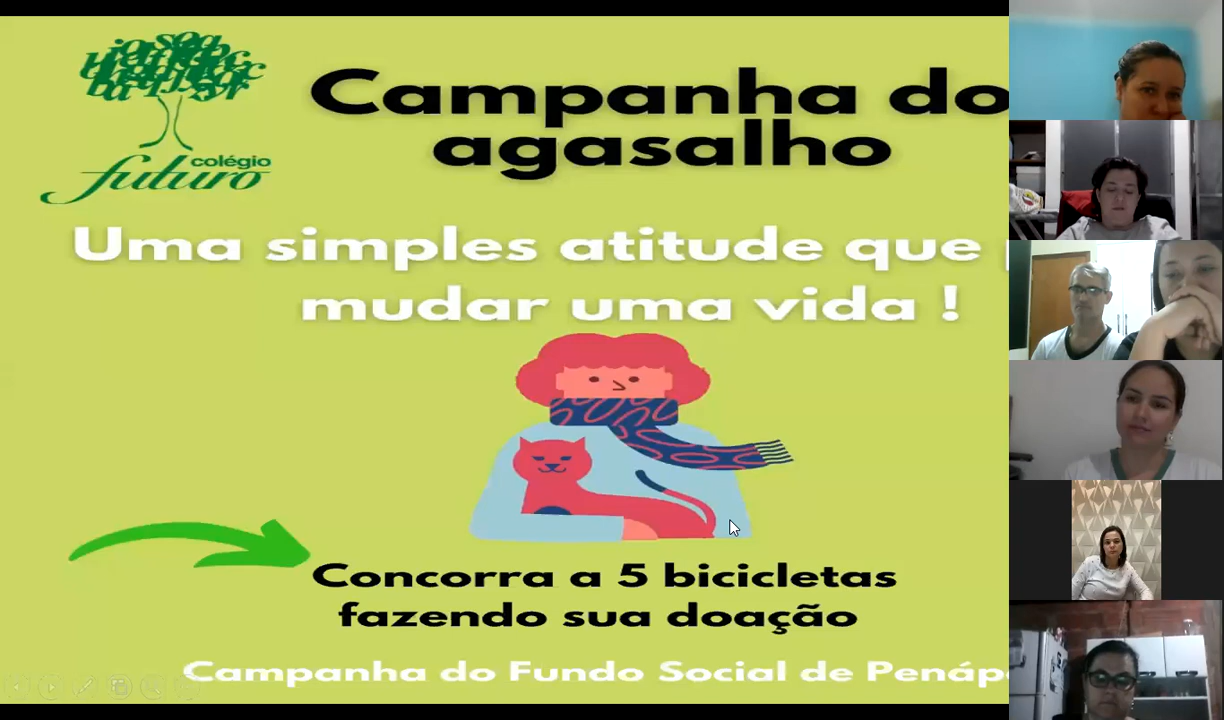 colégio
futuro
Campanha do
agasalho
Uma simples atitude que
mudar uma vida !
Concorra a 5 bicicletas
fazendo sua doação
Campanha do Fundo Social de